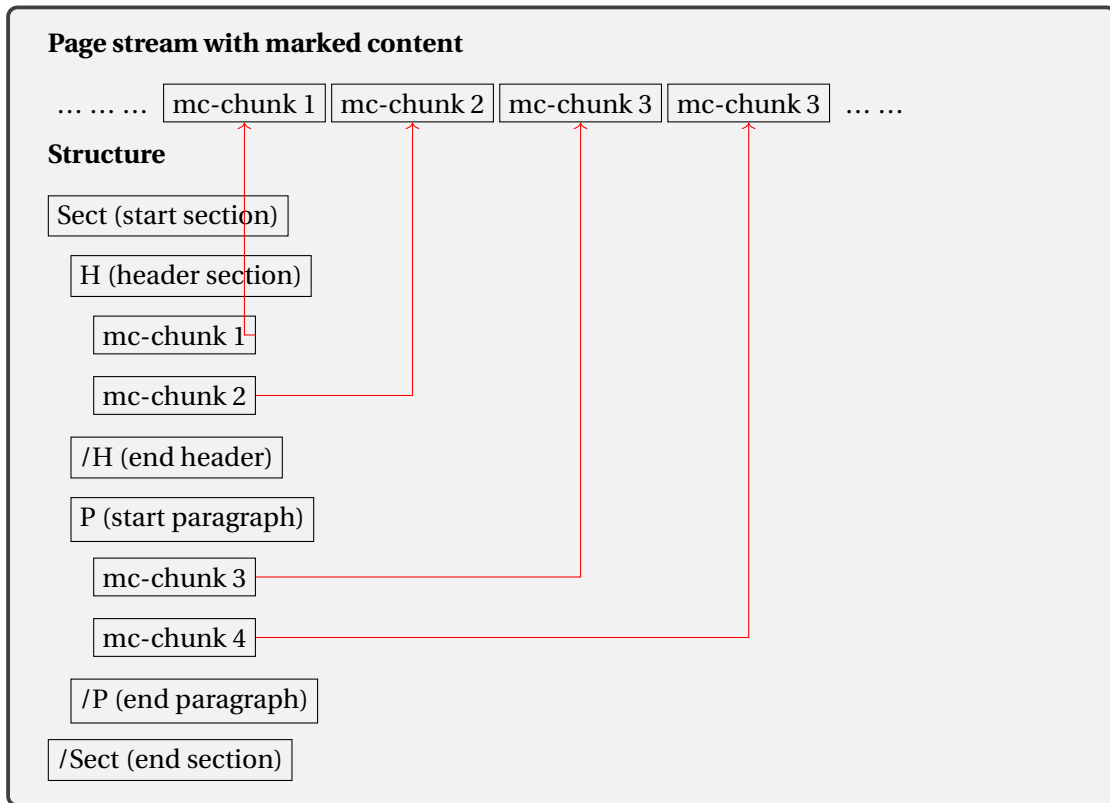 Page stream with marked content
… … … mc-chunk 1 mc-chunk 2 mc-chunk 3 mc-chunk 3 … …
Structure
Sect (start section)
H (header section)
mc-chunk 1
mc-chunk 2
/H (end header)
P (start paragraph)
mc-chunk 3
mc-chunk 4
/P (end paragraph)
/Sect (end section)